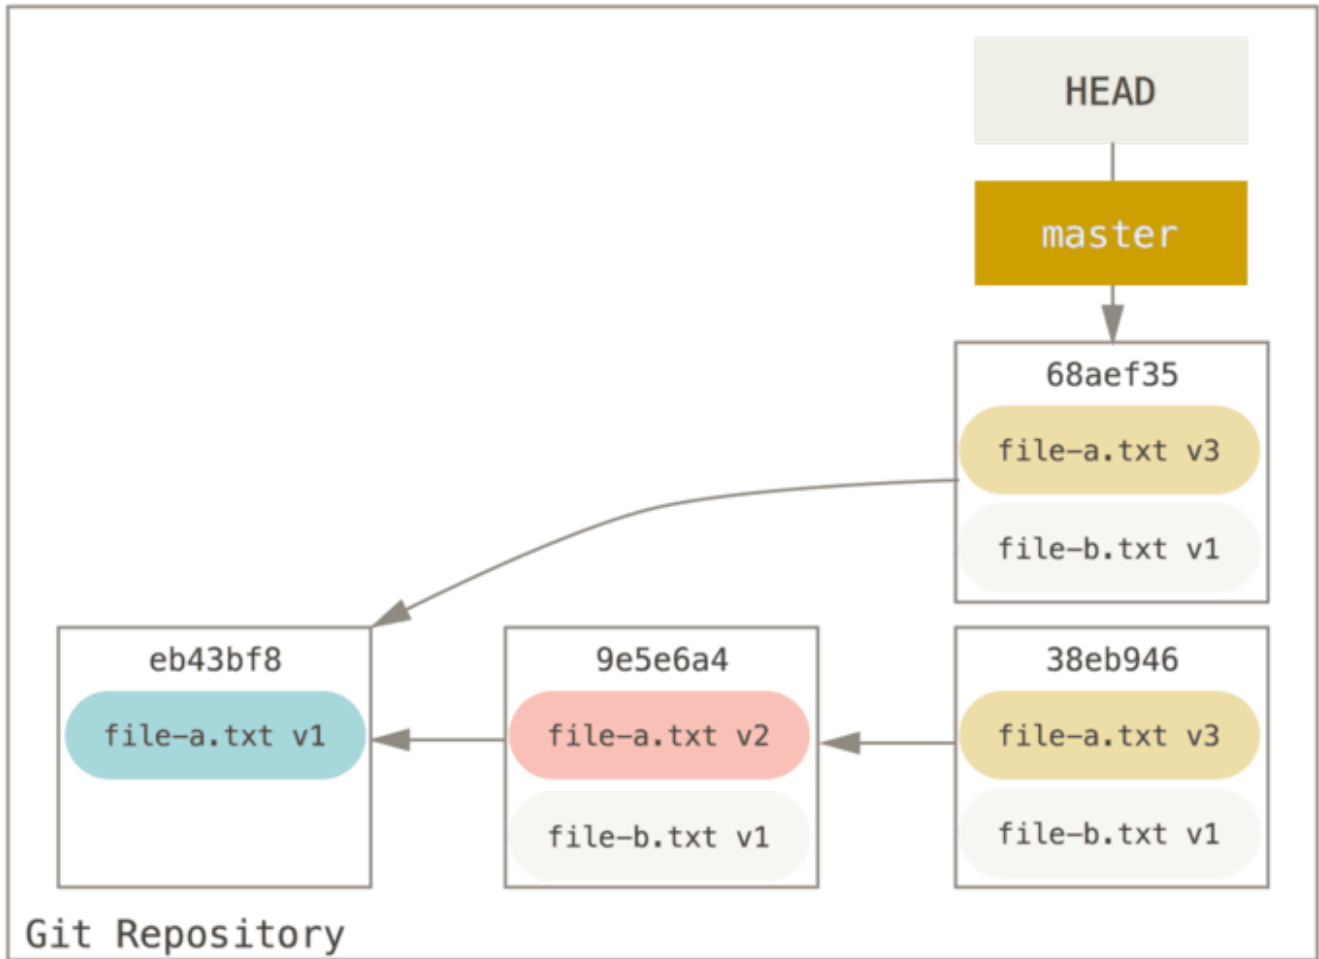 HEAD
master
68aef35
file-a.txt v3
file-b.txt v1
eb43bf8
file-a.txt v1
9e5e6a4
file-a.txt v2
file-b.txt v1
38eb946
file-a.txt v3
file-b.txt v1
Git Repository